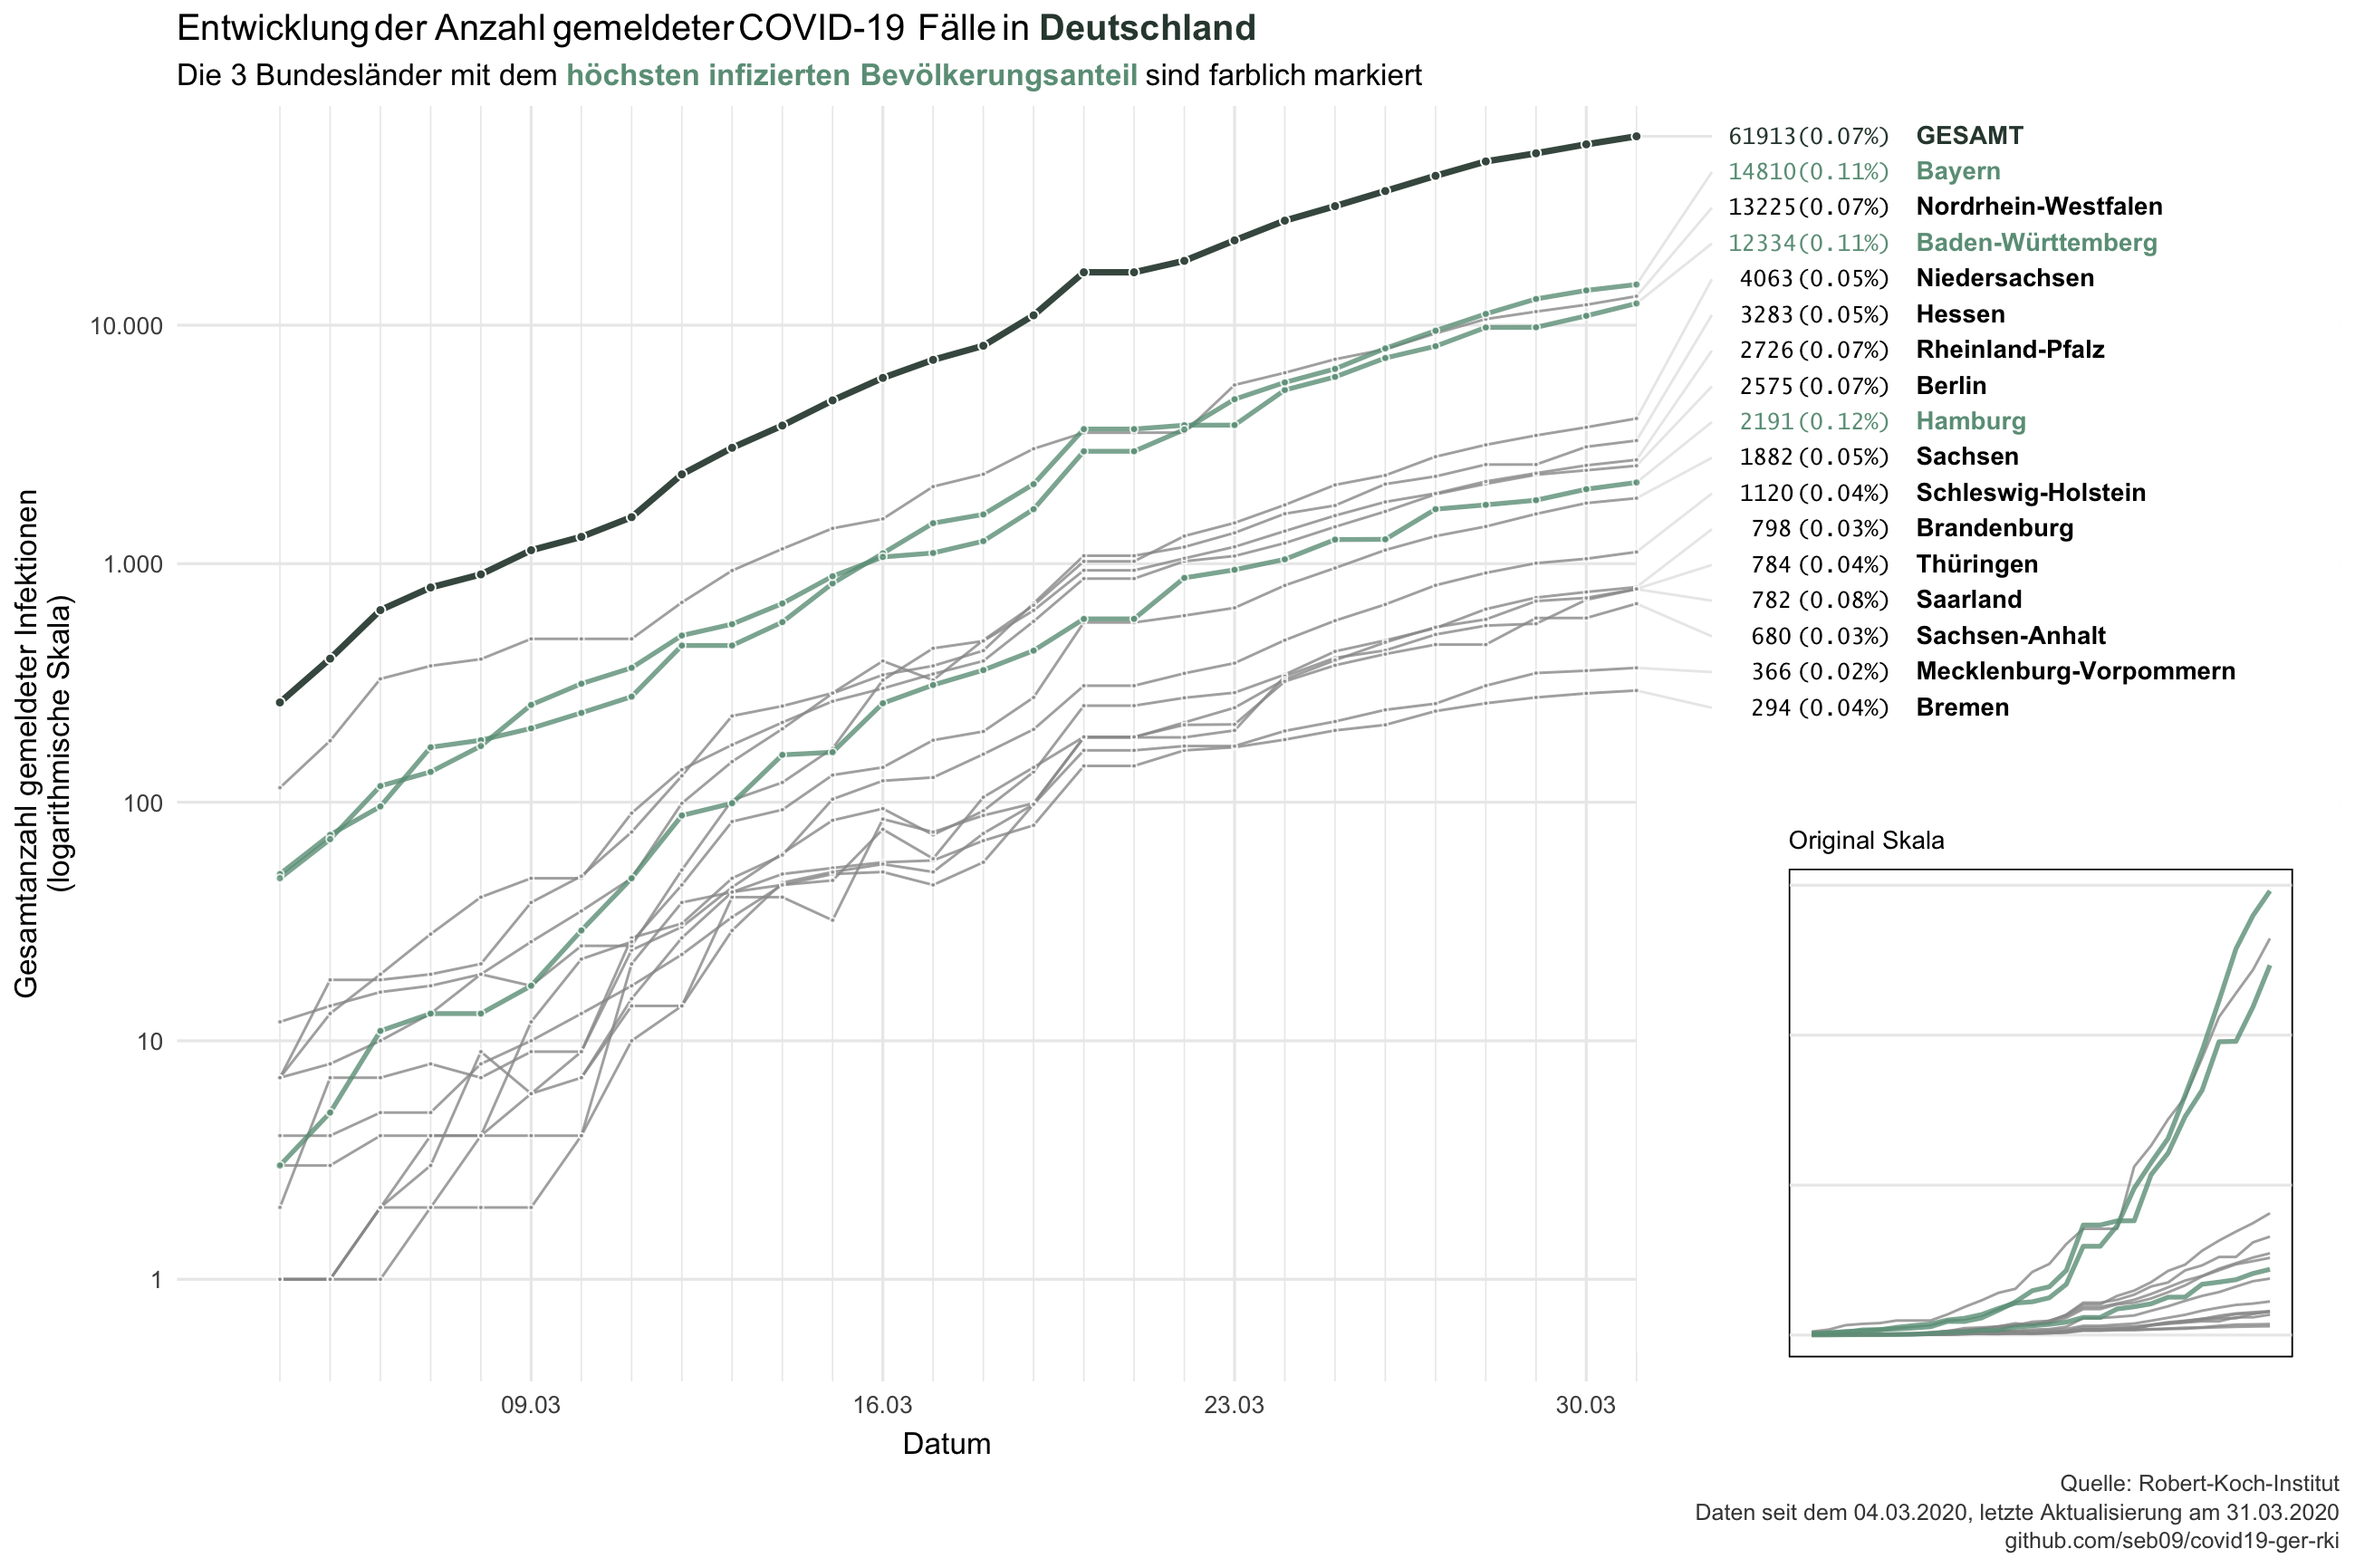 Entwicklung der Anzahl gemeldeter COVID-19 Fälle in Deutschland
Die 3 Bundesländer mit dem höchsten infizierten Bevölkerungsanteil sind farblich markiert
Gesamtanzahl gemeldeter Infektionen
(logarithmische Skala)
10.000
1.000
100
10
1
09.03
16.03
23.03
30.03
Datum
61913(0.07%) GESAMT
14810(0.11%) Bayern
13225(0.07%) Nordrhein-Westfalen
12334(0.11%) Baden-Württemberg
4063(0.05%) Niedersachsen
3283(0.05%) Hessen
2726(0.07%) Rheinland-Pfalz
2575(0.07%) Berlin
2191(0.12%) Hamburg
1882(0.05%) Sachsen
1120(0.04%) Schleswig-Holstein
798(0.03%) Brandenburg
784(0.04%) Thüringen
782(0.08%) Saarland
680(0.03%) Sachsen-Anhalt
366(0.02%) Mecklenburg-Vorpommern
294(0.04%) Bremen
Original Skala
Quelle: Robert-Koch-Institut
Daten seit dem 04.03.2020, letzte Aktualisierung am 31.03.2020
github.com/seb09/covid19-ger-rki